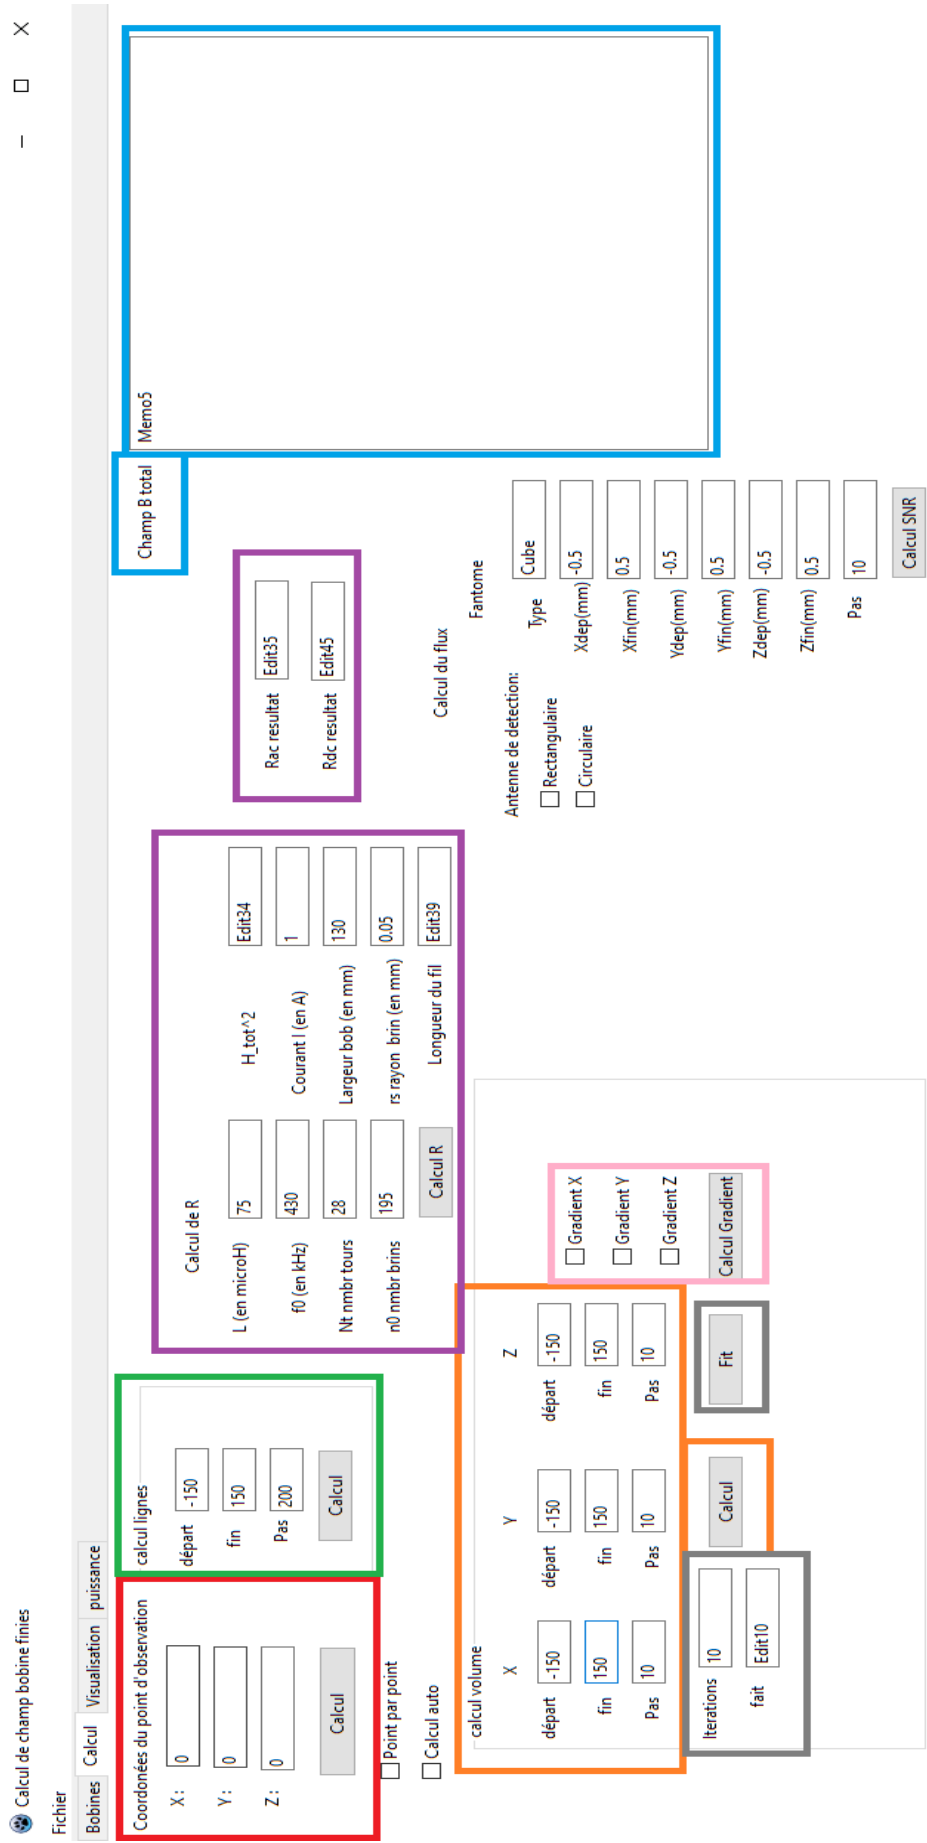 Calcul de champ bobine finies
Fichier
Bobines Calcul Visualisation puissance
Coordonées du point d'observation
X : 0
Y : 0
Z : 0
Calcul
Point par point
Calcul auto
calcul lignes
départ -150
fin 150
Pas 200
Calcul
Calcul de R
L (en microH) 75 H_tot^2 Edit34
f0 (en kHz) 430 Courant I (en A) 1
Nt nmbr tours 28 Largeur bob (en mm) 130
n0 nmbr brins 195 rs rayon brin (en mm) 0.05
Calcul R Longueur du fil Edit39
Rac resultat Edit35
Rdc resultat Edit45
Champ B total
Memo5
calcul volume
X Y Z
départ -150 départ -150 départ -150
fin 150 fin 150 fin 150
Pas 10 Pas 10 Pas 10
Iterations 10
fait Edit10
Calcul
Fit
Gradient X
Gradient Y
Gradient Z
Calcul Gradient
Calcul du flux
Antenne de detection:
Rectangulaire
Circulaire
Fantome
Type Cube
Xdep(mm) -0.5
Xfin(mm) 0.5
Ydep(mm) -0.5
Yfin(mm) 0.5
Zdep(mm) -0.5
Zfin(mm) 0.5
Pas 10
Calcul SNR